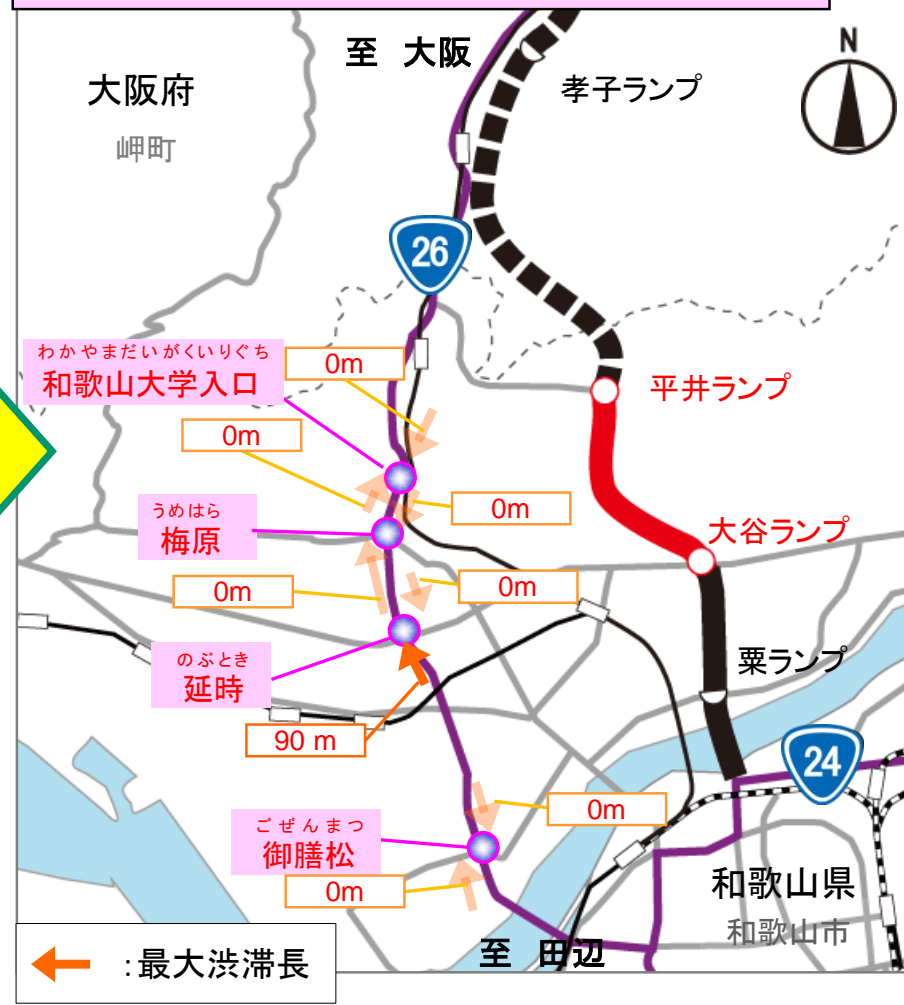 至 大阪
N
大阪府
孝子ランプ
岬町
26
わかやまだいがくいりぐち
和歌山大学入口
0m
平井ランプ
0m
0m
うめはら
梅原
大谷ランプ
0m
0m
のぶとき
延時
粟ランプ
90 m
24
0m
ごぜんまつ
御膳松
0m
和歌山県
和歌山市
至 田辺
:最大渋滞長